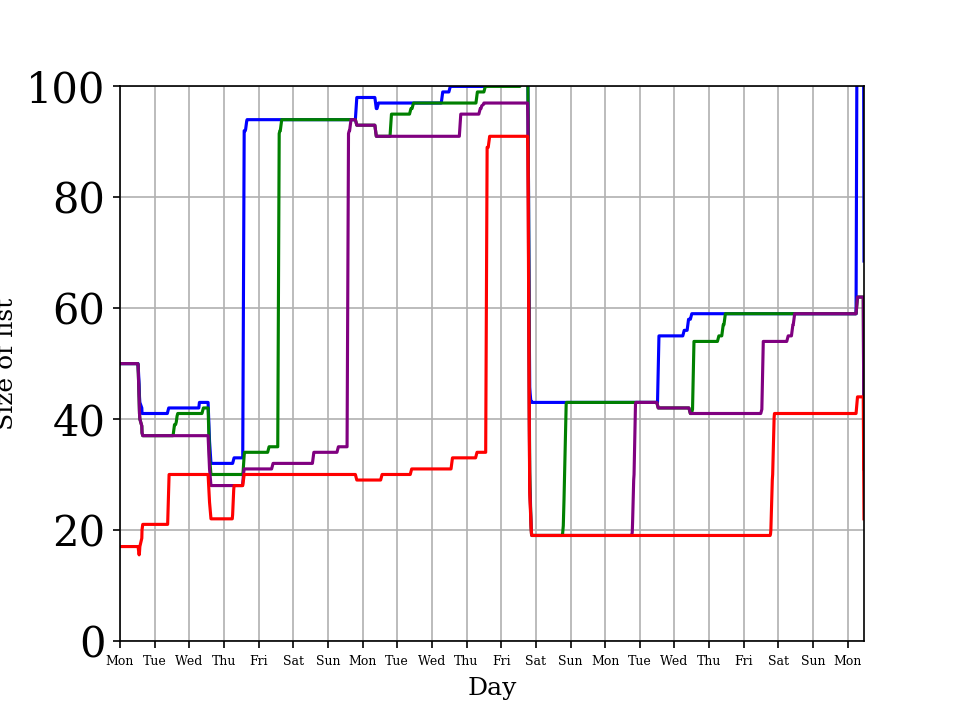 100
80
60
40
20
0
Size of list
Mon Tue Wed Thu Fri Sat Sun Mon Tue Wed Thu Fri Sat Sun Mon Tue Wed Thu Fri Sat Sun Mon
Day